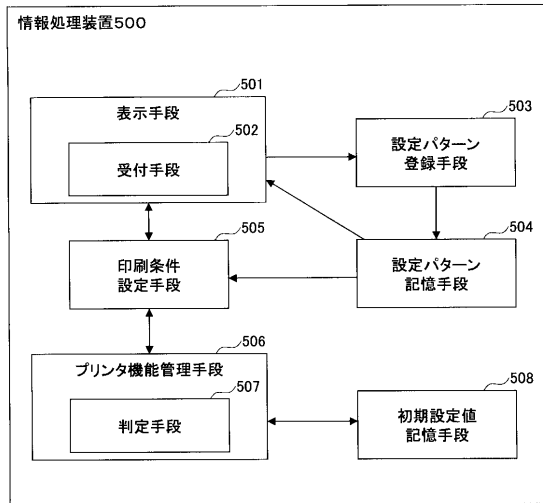 情報処理装置500
501
表示手段
502
受付手段
503
設定パターン
登録手段
505
印刷条件
設定手段
504
設定パターン
記憶手段
506
プリンタ機能管理手段
507
判定手段
508
初期設定値
記憶手段